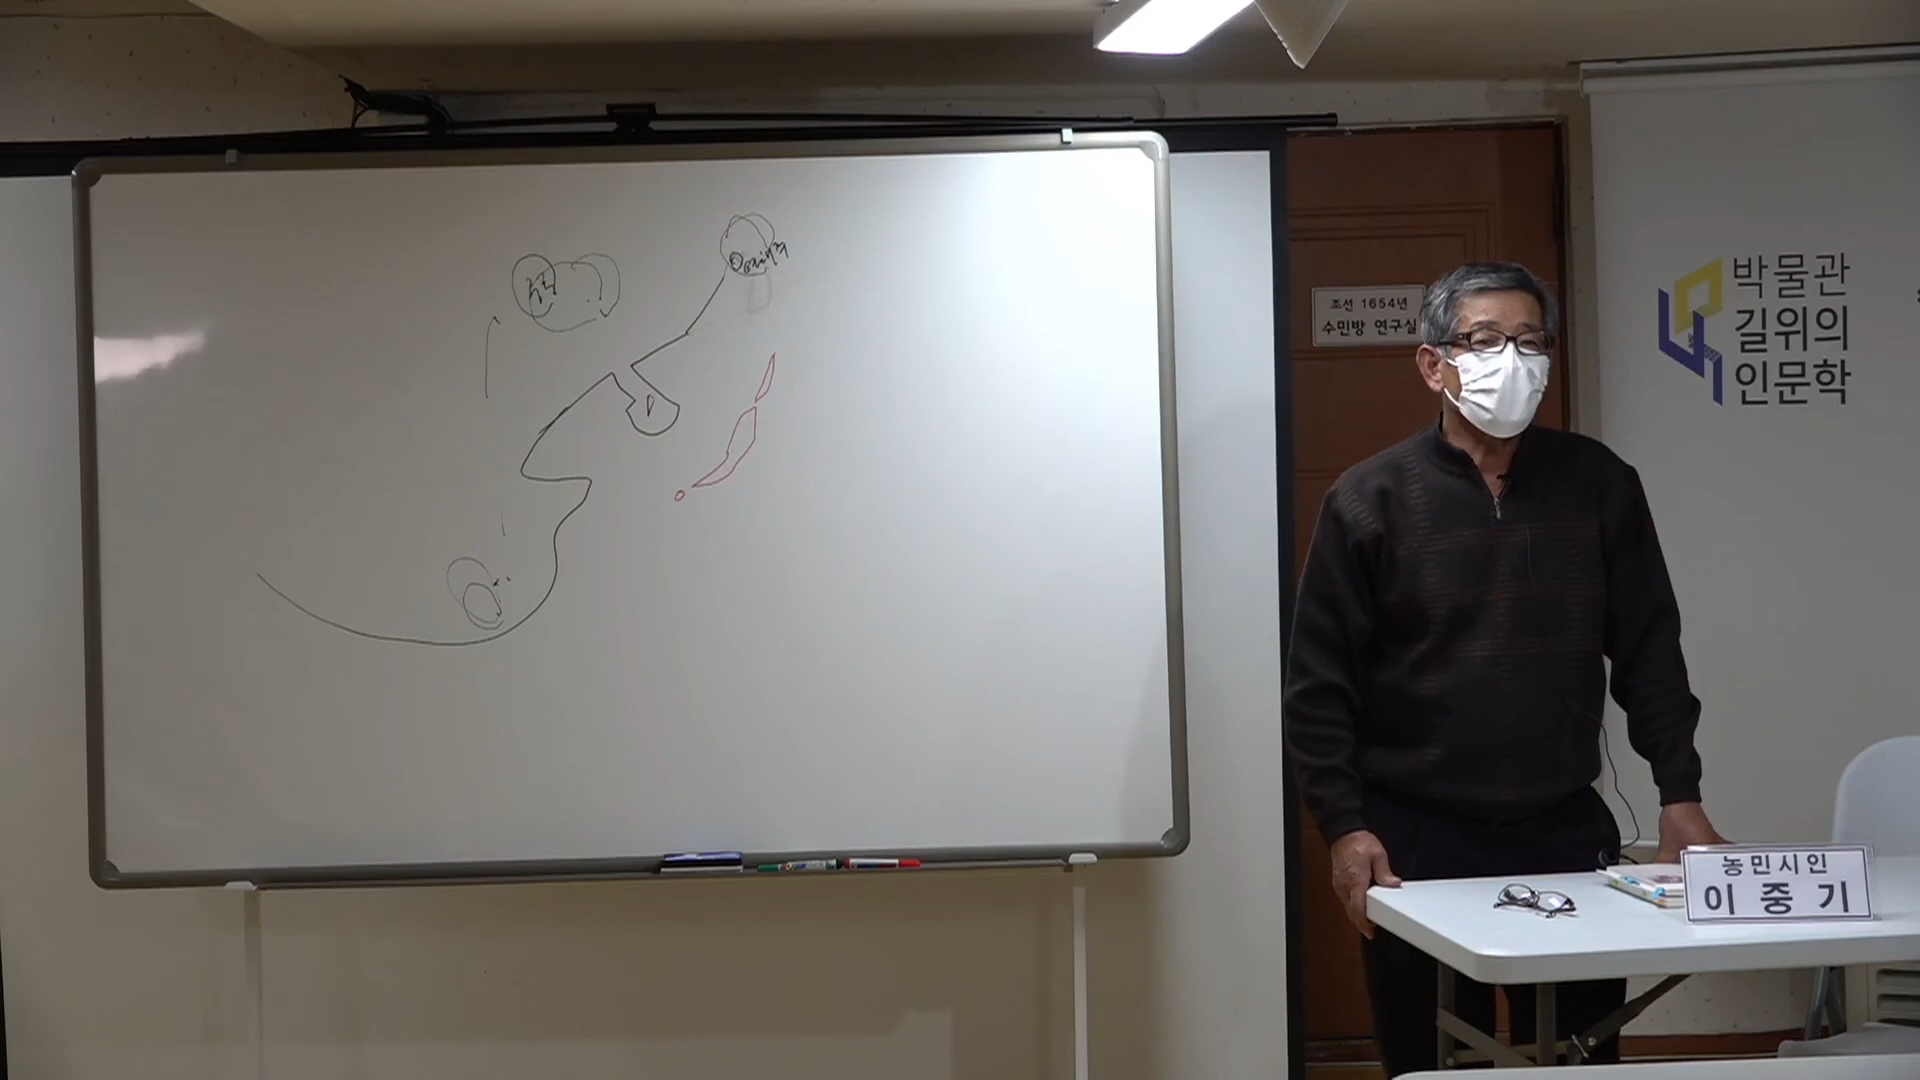 조선 1654년
수민방 연구실
박물관
길위의
인문학
농민시인
이중기